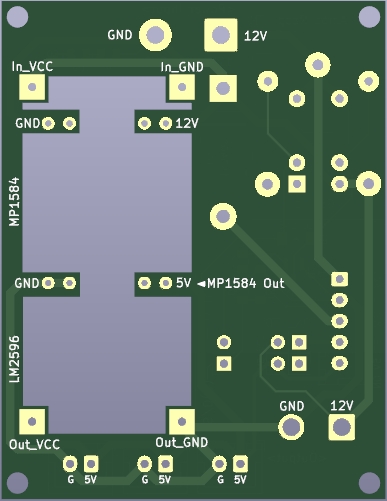 GND 12V
In_VCC In_GND
GND 12V
MP1584
GND 5V ◄MP1584 Out
LM2596
GND 12V
Out_VCC Out_GND
G 5V G 5V G 5V